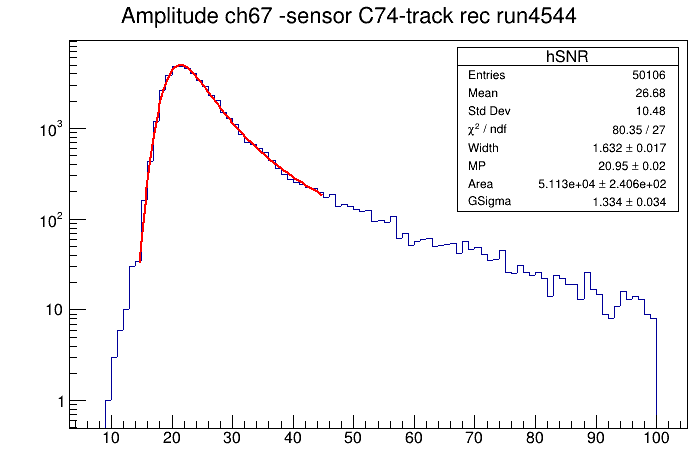 Amplitude ch67 -sensor C74-track rec run4544
hSNR
Entries 50106
Mean 26.68
Std Dev 10.48
χ² / ndf 80.35 / 27
Width 1.632 ± 0.017
MP 20.95 ± 0.02
Area 5.113e+04 ± 2.406e+02
GSigma 1.334 ± 0.034
10³
10²
10
1
10 20 30 40 50 60 70 80 90 100